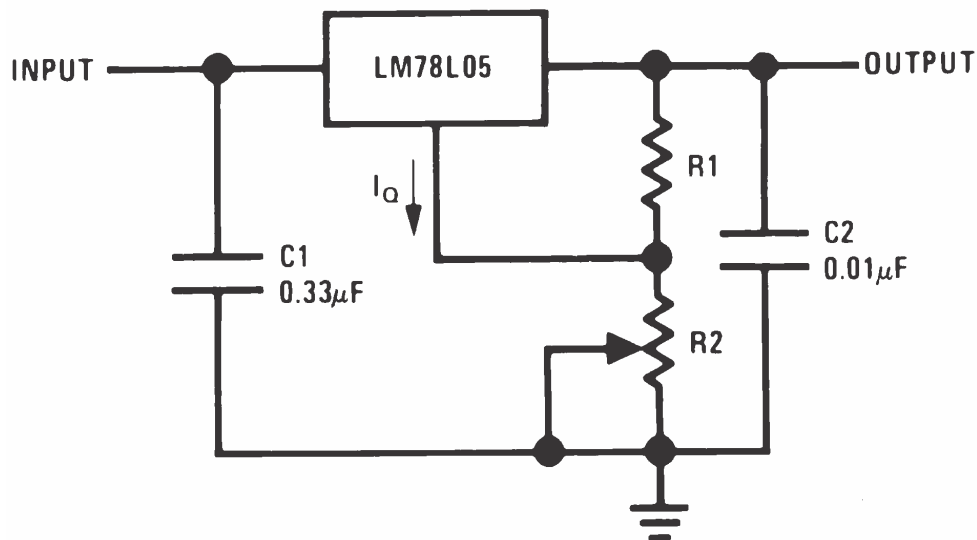 INPUT
LM78L05
OUTPUT
R1
IQ
C1
0.33μF
C2
0.01μF
R2